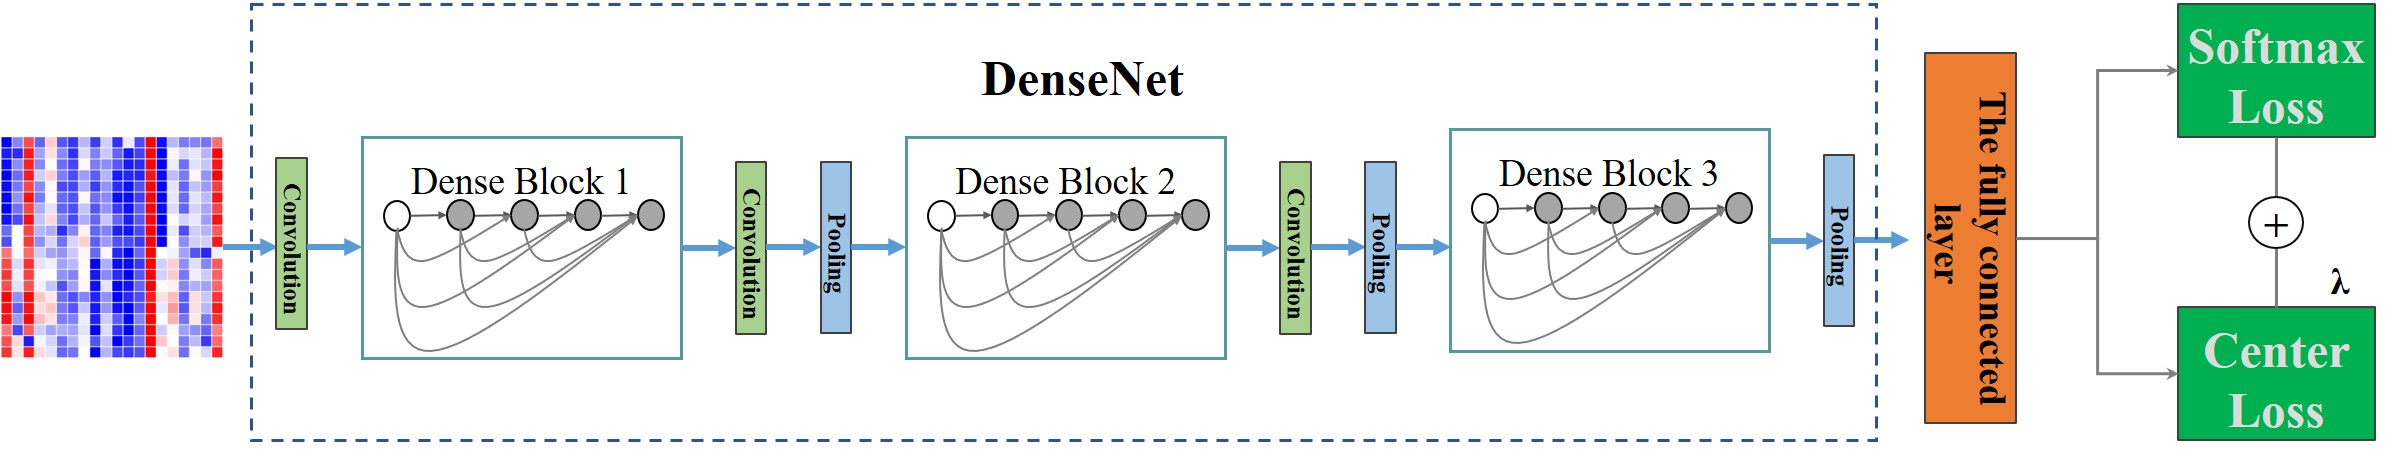 DenseNet
Convolution
Dense Block 1
Convolution
Pooling
Dense Block 2
Convolution
Pooling
Dense Block 3
Pooling
The fully connected
layer
Softmax
Loss
+
λ
Center
Loss